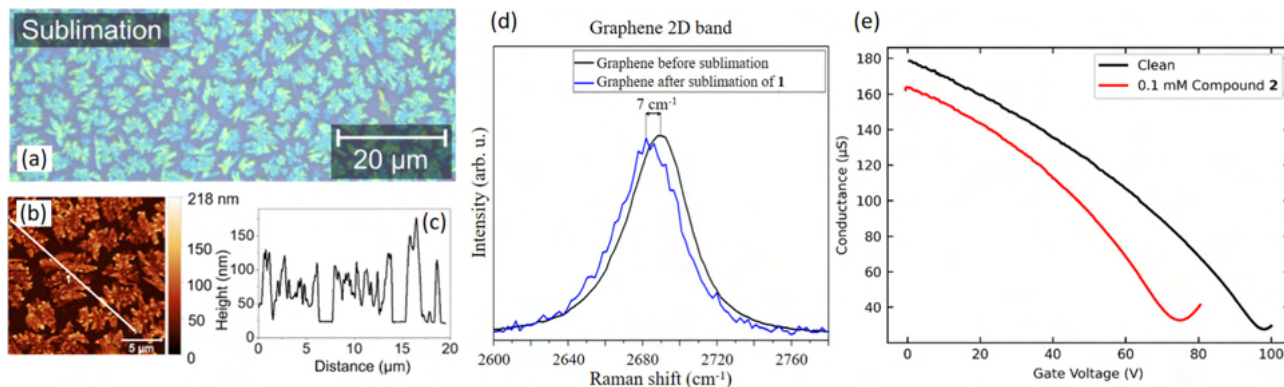 Sublimation
(a)
20 µm
(b)
1
5 µm
218 nm
150
100
50
0
(c)
Height (nm)
150
100
50
0
0 5 10 15 20
Distance (µm)
(d)
Graphene 2D band
Graphene before sublimation
Graphene after sublimation of 1
7 cm⁻¹
Intensity (arb. u.)
2600 2640 2680 2720 2760
Raman shift (cm⁻¹)
(e)
Clean
0.1 mM Compound 2
Conductance (µS)
180
160
140
120
100
80
60
40
0 20 40 60 80 100
Gate Voltage (V)